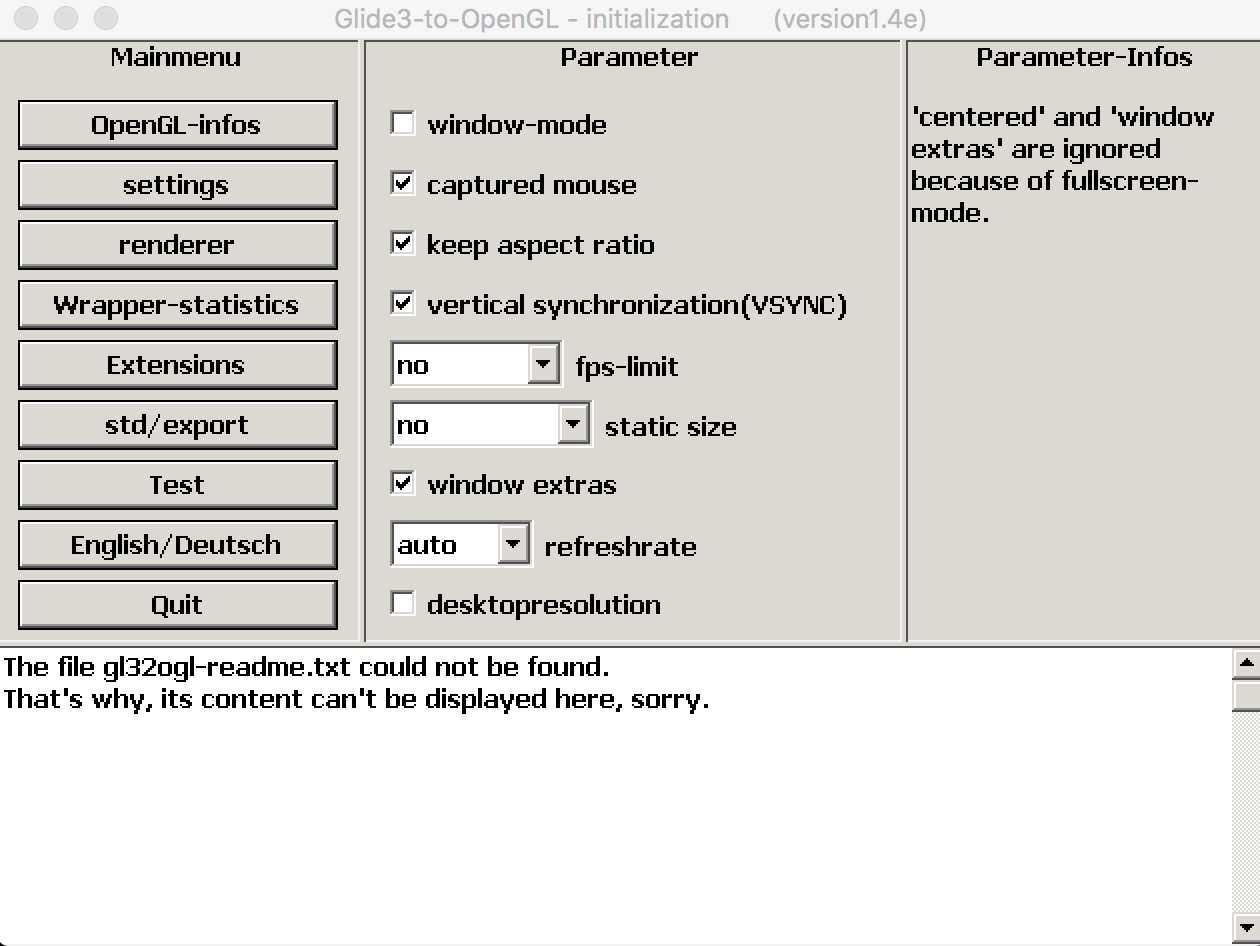 Glide3-to-OpenGL - initialization (version1.4e)
Mainmenu
OpenGL-infos
settings
renderer
Wrapper-statistics
Extensions
std/export
Test
English/Deutsch
Quit
Parameter
window-mode
captured mouse
keep aspect ratio
vertical synchronization(VSYNC)
no fps-limit
no static size
window extras
auto refreshrate
desktopresolution
Parameter-Infos
'centered' and 'window
extras' are ignored
because of fullscreen-
mode.
The file gl32ogl-readme.txt could not be found.
That's why, its content can't be displayed here, sorry.